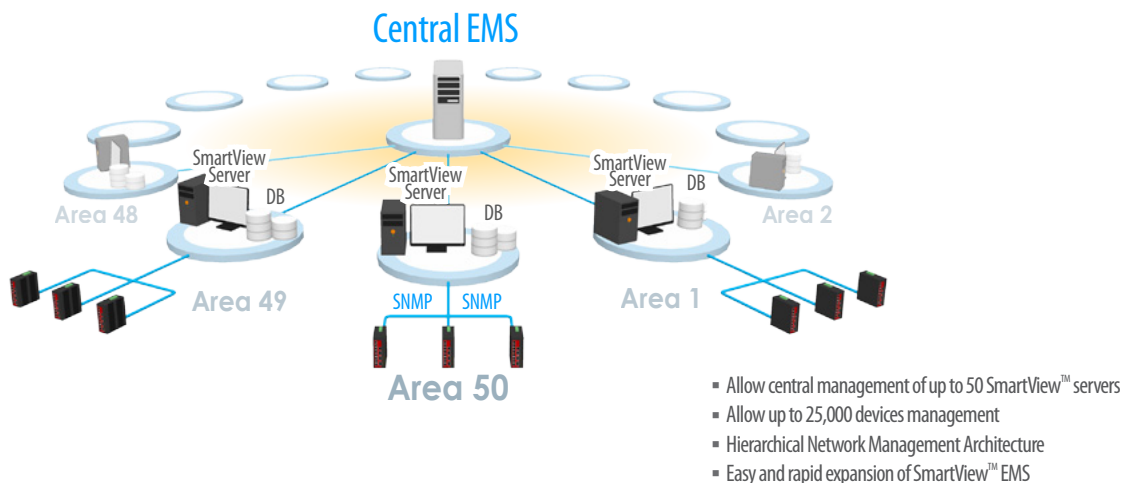 Central EMS
SmartView
Server
DB
Area 48
SmartView
Server
DB
SmartView
Server
DB
Area 2
Area 49
Area 1
SNMP
SNMP
Area 50
▪ Allow central management of up to 50 SmartView™ servers
▪ Allow up to 25,000 devices management
▪ Hierarchical Network Management Architecture
▪ Easy and rapid expansion of SmartView™ EMS